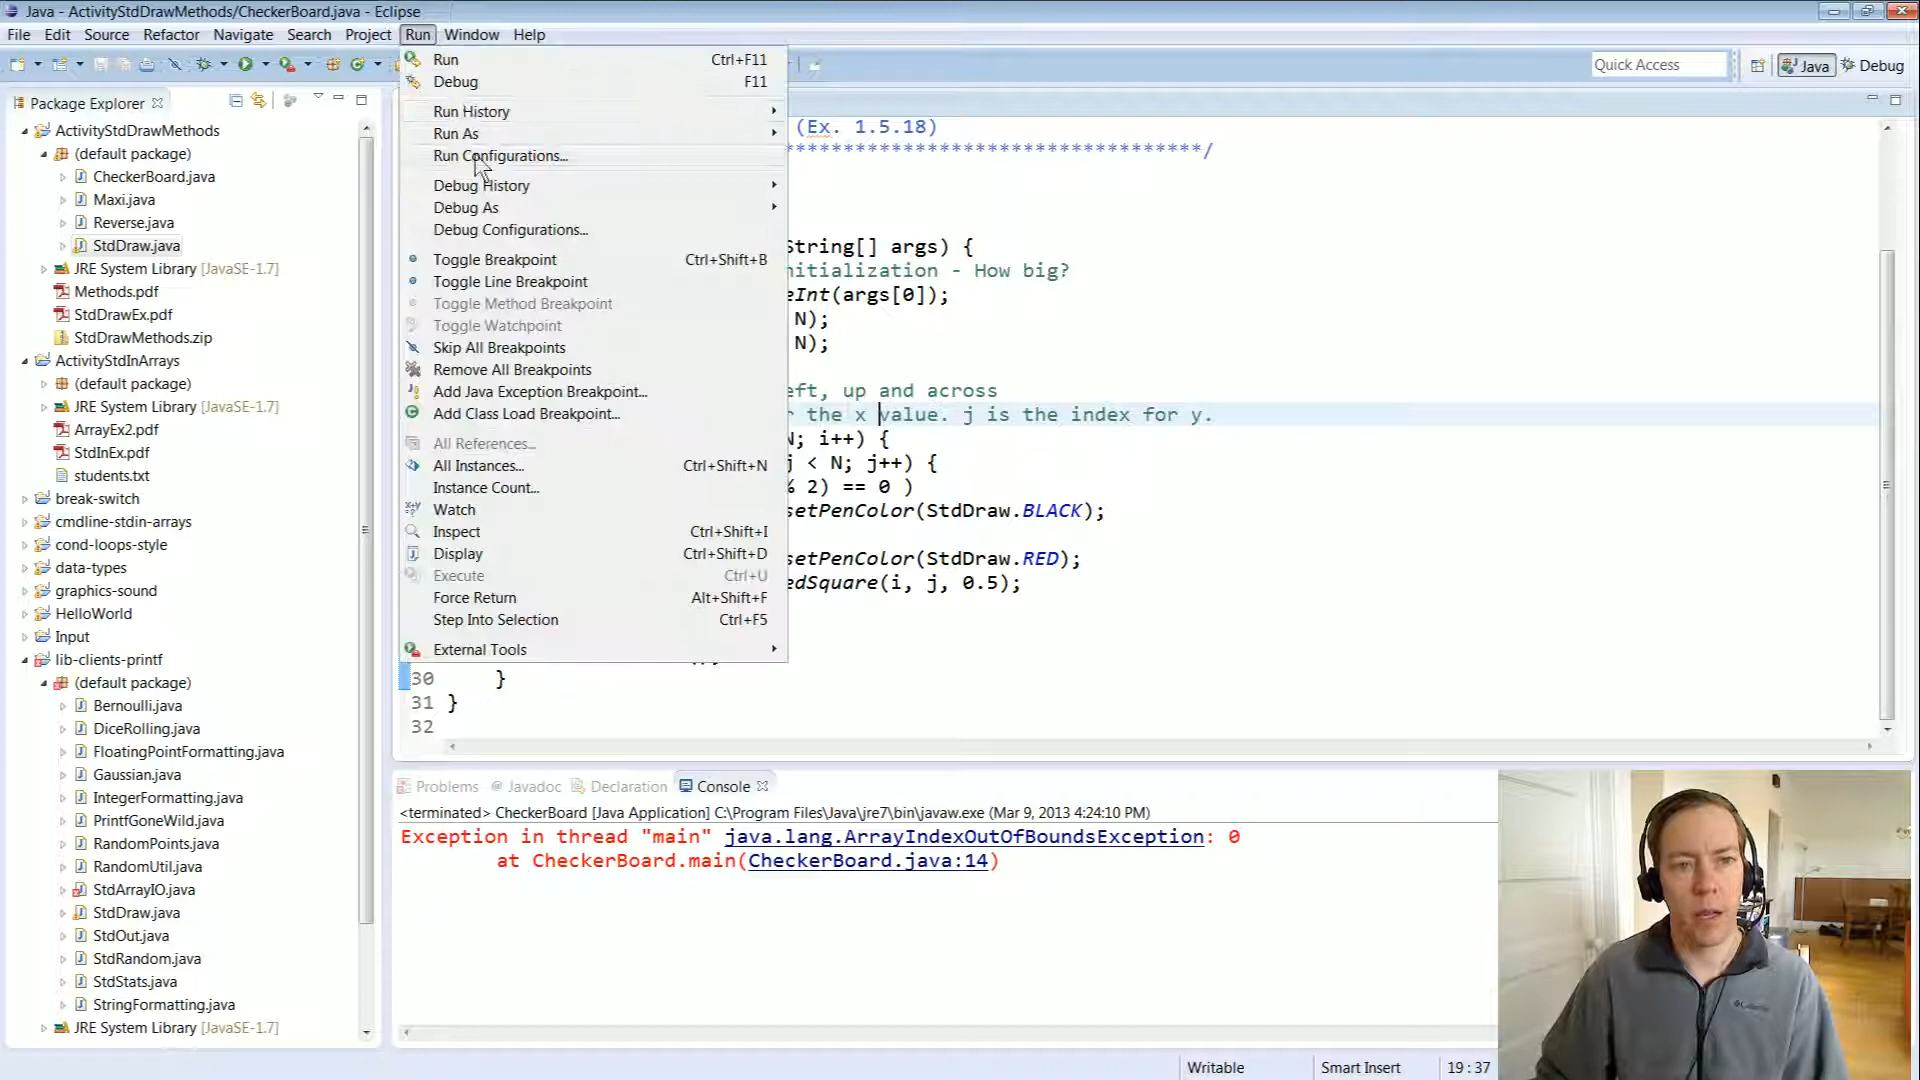 Java - ActivityStdDrawMethods/CheckerBoard.java - Eclipse
File Edit Source Refactor Navigate Search Project Run Window Help
Quick Access Java Debug
Package Explorer
ActivityStdDrawMethods
(default package)
CheckerBoard.java
Maxi.java
Reverse.java
StdDraw.java
JRE System Library [JavaSE-1.7]
Methods.pdf
StdDrawEx.pdf
StdDrawMethods.zip
ActivityStdInArrays
(default package)
JRE System Library [JavaSE-1.7]
ArrayEx2.pdf
StdInEx.pdf
students.txt
break-switch
cmdline-stdin-arrays
cond-loops-style
data-types
graphics-sound
HelloWorld
Input
lib-clients-printf
(default package)
Bernoulli.java
DiceRolling.java
FloatingPointFormatting.java
Gaussian.java
IntegerFormatting.java
PrintfGoneWild.java
RandomPoints.java
RandomUtil.java
StdArrayIO.java
StdDraw.java
StdOut.java
StdRandom.java
StdStats.java
StringFormatting.java
JRE System Library [JavaSE-1.7]
Run Ctrl+F11
Debug F11
Run History
Run As
Run Configurations...
Debug History
Debug As
Debug Configurations...
Toggle Breakpoint Ctrl+Shift+B
Toggle Line Breakpoint
Toggle Method Breakpoint
Toggle Watchpoint
Skip All Breakpoints
Remove All Breakpoints
Add Java Exception Breakpoint...
Add Class Load Breakpoint...
All References...
All Instances... Ctrl+Shift+N
Instance Count...
Watch
Inspect Ctrl+Shift+I
Display Ctrl+Shift+D
Execute Ctrl+U
Force Return Alt+Shift+F
Step Into Selection Ctrl+F5
External Tools
(Ex. 1.5.18)
***********************************/
String[] args) {
nitialization - How big?
eInt(args[0]);
N);
N);
eft, up and across
r the x value. j is the index for y.
N; i++) {
j < N; j++) {
% 2) == 0 )
setPenColor(StdDraw.BLACK);
setPenColor(StdDraw.RED);
edSquare(i, j, 0.5);
30 }
31 }
32
Problems Javadoc Declaration Console
<terminated> CheckerBoard [Java Application] C:\Program Files\Java\jre7\bin\javaw.exe (Mar 9, 2013 4:24:10 PM)
Exception in thread "main" java.lang.ArrayIndexOutOfBoundsException: 0
at CheckerBoard.main(CheckerBoard.java:14)
Writable Smart Insert 19 : 37